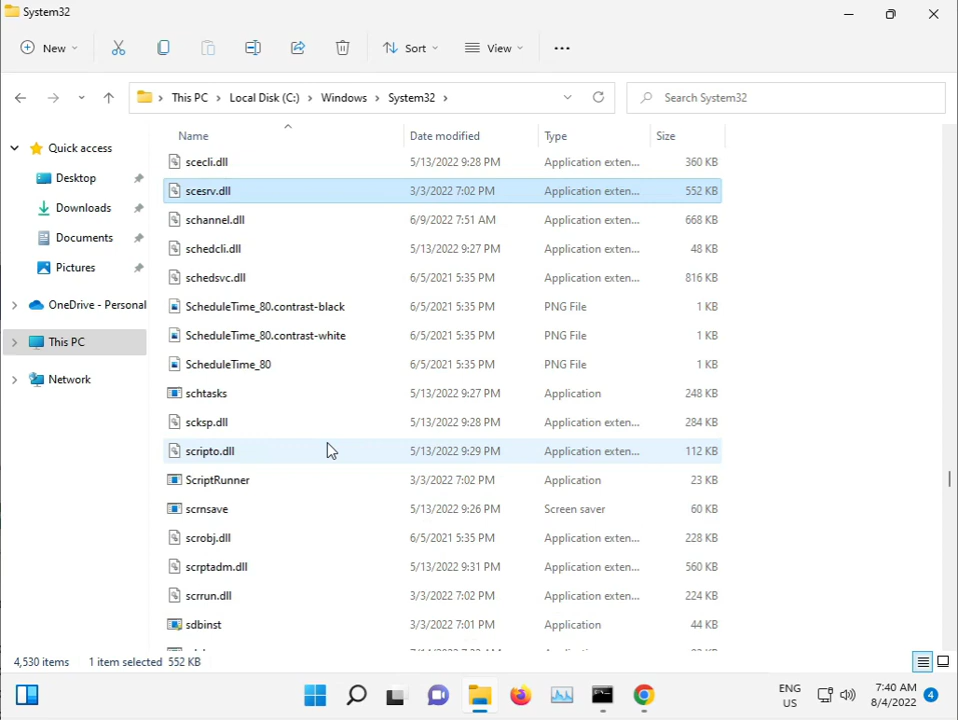 System32
New
Sort
View
This PC > Local Disk (C:) > Windows > System32 >
Search System32
Name Date modified Type Size
Quick access
Desktop
Downloads
Documents
Pictures
OneDrive - Personal
This PC
Network
scecli.dll 5/13/2022 9:28 PM Application exten... 360 KB
scesrv.dll 3/3/2022 7:02 PM Application exten... 552 KB
schannel.dll 6/9/2022 7:51 AM Application exten... 668 KB
schedcli.dll 5/13/2022 9:27 PM Application exten... 48 KB
schedsvc.dll 6/5/2021 5:35 PM Application exten... 816 KB
ScheduleTime_80.contrast-black 6/5/2021 5:35 PM PNG File 1 KB
ScheduleTime_80.contrast-white 6/5/2021 5:35 PM PNG File 1 KB
ScheduleTime_80 6/5/2021 5:35 PM PNG File 1 KB
schtasks 5/13/2022 9:27 PM Application 248 KB
scksp.dll 5/13/2022 9:28 PM Application exten... 284 KB
scripto.dll 5/13/2022 9:29 PM Application exten... 112 KB
ScriptRunner 3/3/2022 7:02 PM Application 23 KB
scrnsave 5/13/2022 9:26 PM Screen saver 60 KB
scrobj.dll 6/5/2021 5:35 PM Application exten... 228 KB
scrptadm.dll 5/13/2022 9:31 PM Application exten... 560 KB
scrrun.dll 3/3/2022 7:02 PM Application exten... 224 KB
sdbinst 3/3/2022 7:01 PM Application 44 KB
4,530 items 1 item selected 552 KB
ENG
US
7:40 AM
8/4/2022
4